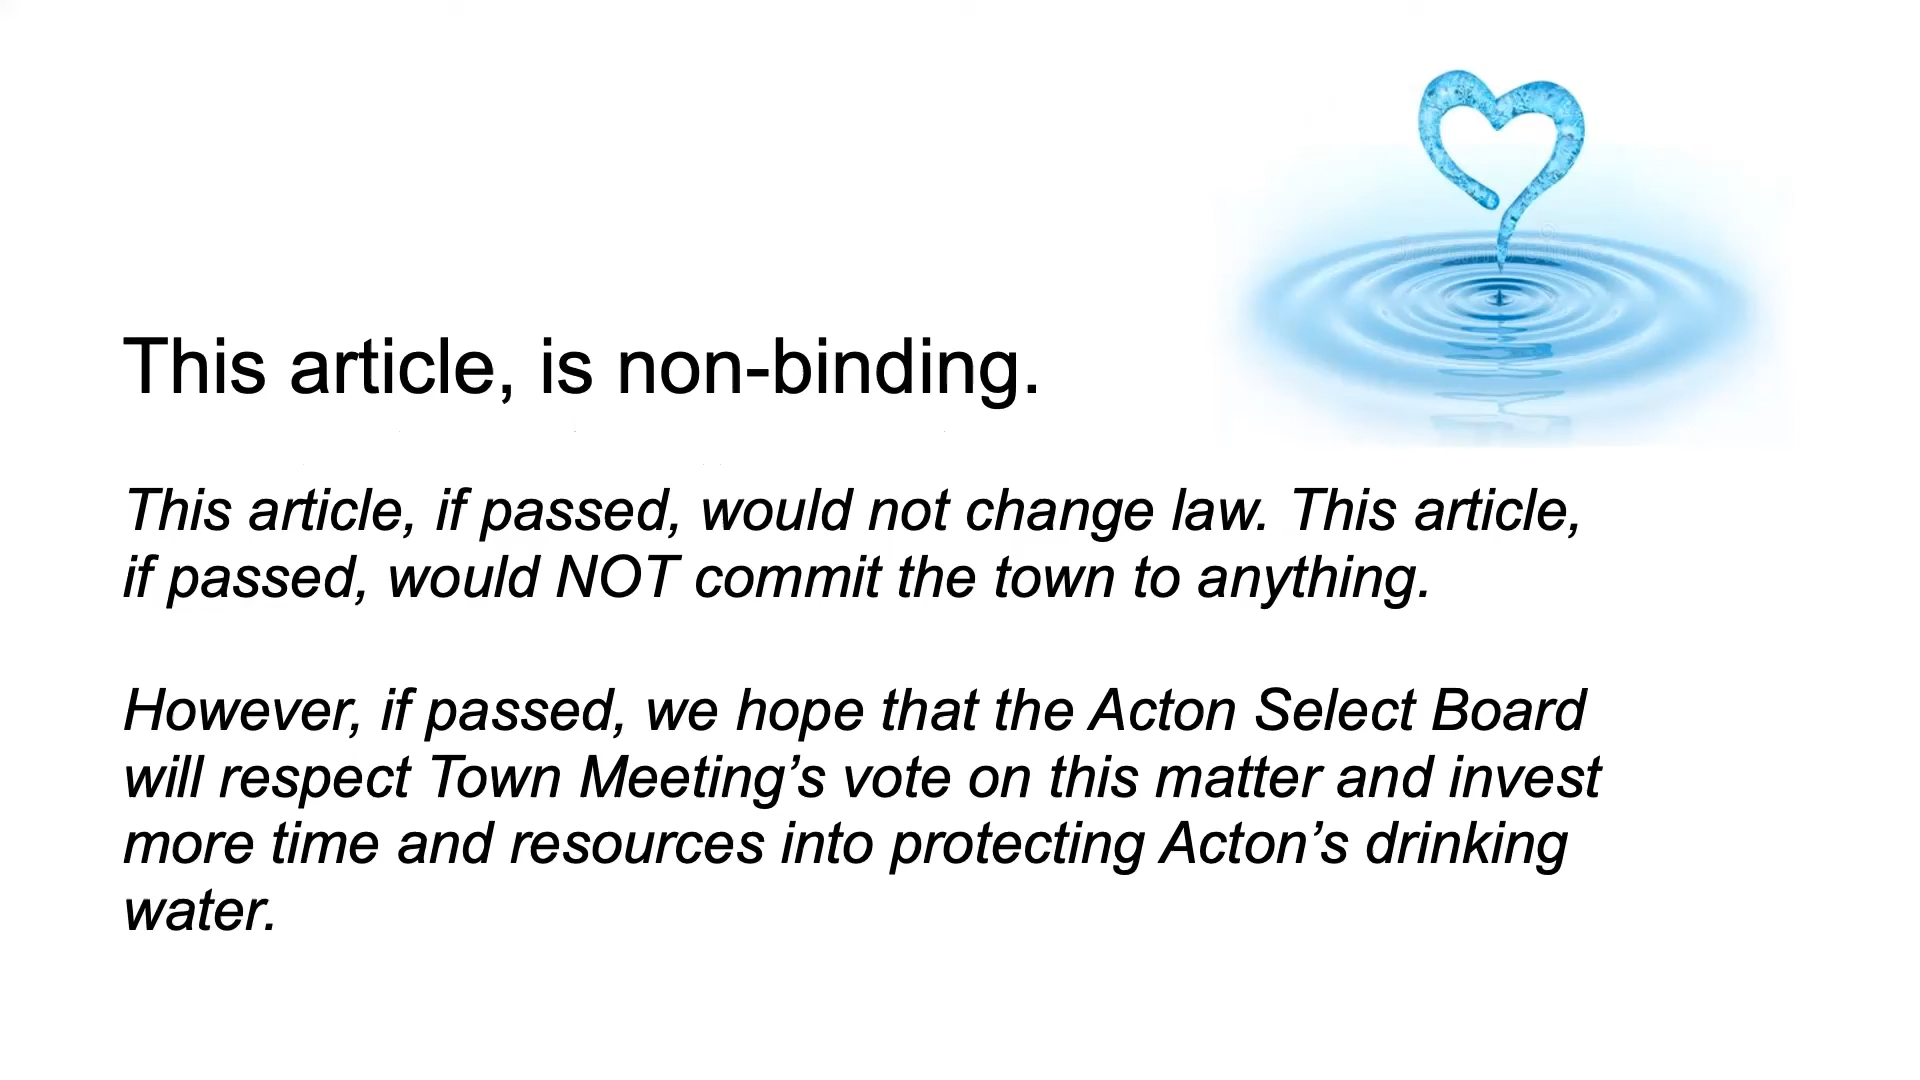 This article, is non-binding.
This article, if passed, would not change law. This article,
if passed, would NOT commit the town to anything.
However, if passed, we hope that the Acton Select Board
will respect Town Meeting’s vote on this matter and invest
more time and resources into protecting Acton’s drinking
water.